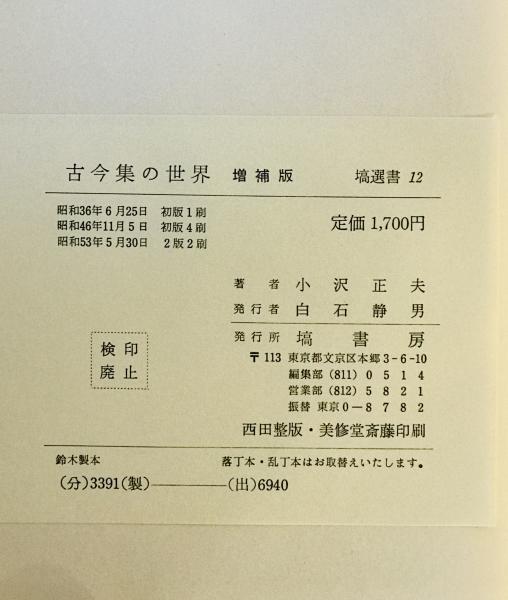 古今集の世界 増補版 塙選書 12
昭和36年6月25日 初版1刷
昭和46年11月5日 初版4刷
昭和53年5月30日 2版2刷
定価 1,700円
著者 小沢正夫
発行者 白石静男
発行所 塙書房
〒113 東京都文京区本郷3-6-10
編集部 (811) 0514
営業部 (812) 5821
振替 東京0-8782
検印
廃止
西田整版・美修堂斎藤印刷
鈴木製本 落丁本・乱丁本はお取替えいたします。
(分)3391(製)―――――(出)6940